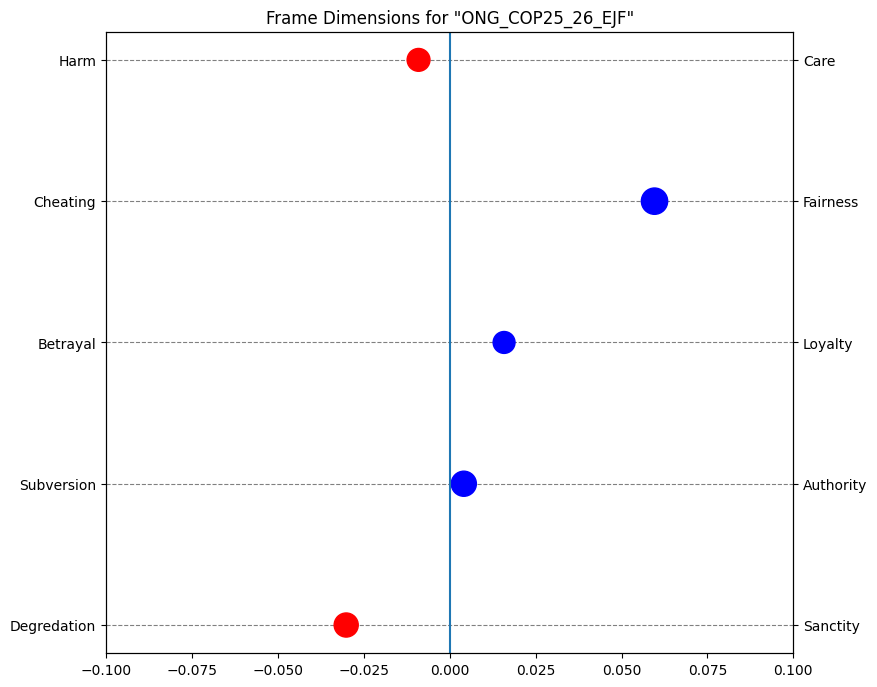 Frame Dimensions for "ONG_COP25_26_EJF"
Harm
Care
Cheating
Fairness
Betrayal
Loyalty
Subversion
Authority
Degredation
Sanctity
−0.100 −0.075 −0.050 −0.025 0.000 0.025 0.050 0.075 0.100